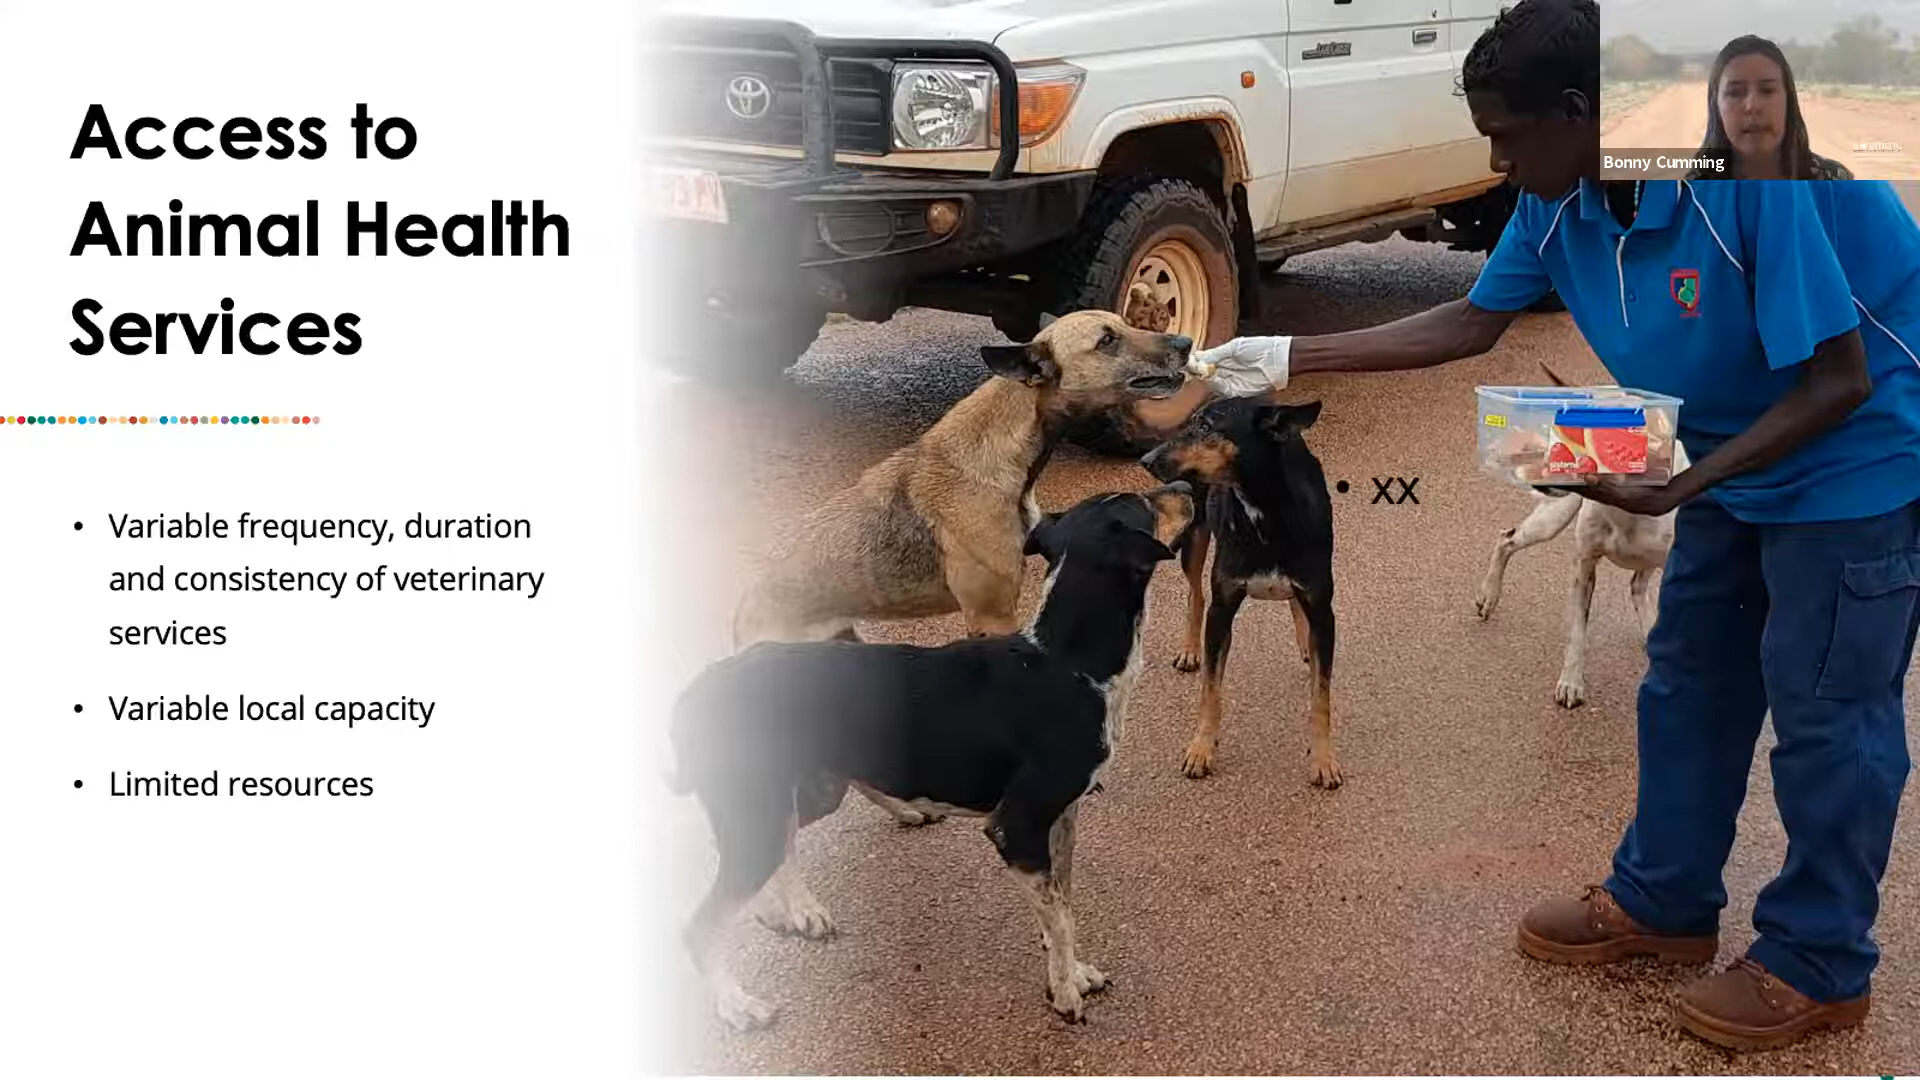 Access to
Animal Health
Services
• Variable frequency, duration
and consistency of veterinary
services
• Variable local capacity
• Limited resources
• xx
Bonny Cumming